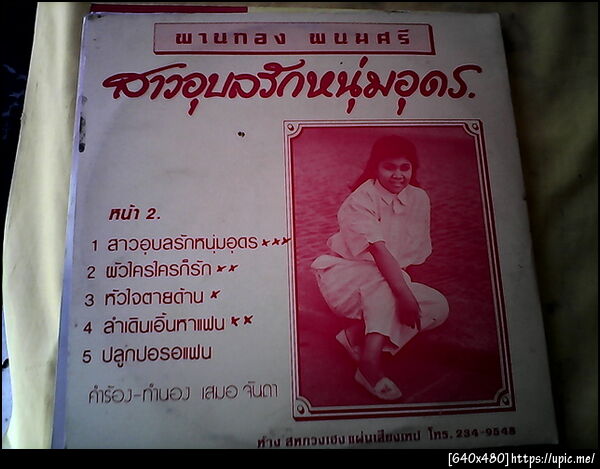 พานทอง พนมศรี
สาวอุบลรักหนุ่มอุดร.
หน้า 2.
1 สาวอุบลรักหนุ่มอุดร ***
2 ผัวใครใครก็รัก **
3 หัวใจตายด้าน *
4 ลำเดินเอิ้นหาแฟน **
5 ปลูกปอรอแฟน
คำร้อง-ทำนอง เสมอ จันดา
ห้าง สหกวงเฮง แผ่นเสียงเทป โทร. 234-9548
[640x480]https://upic.me/